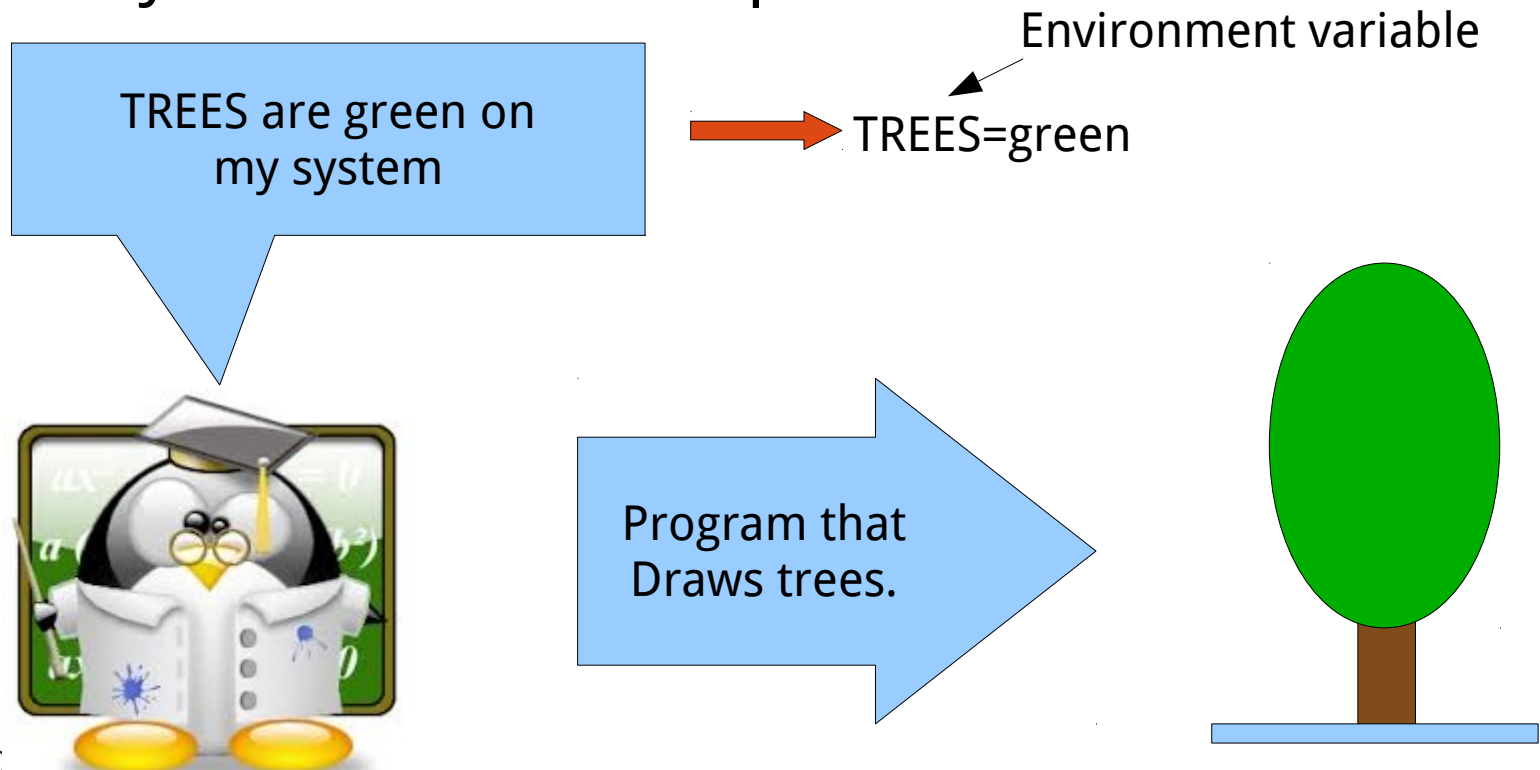 Environment variable
TREES are green on
my system
TREES=green
Program that
Draws trees.